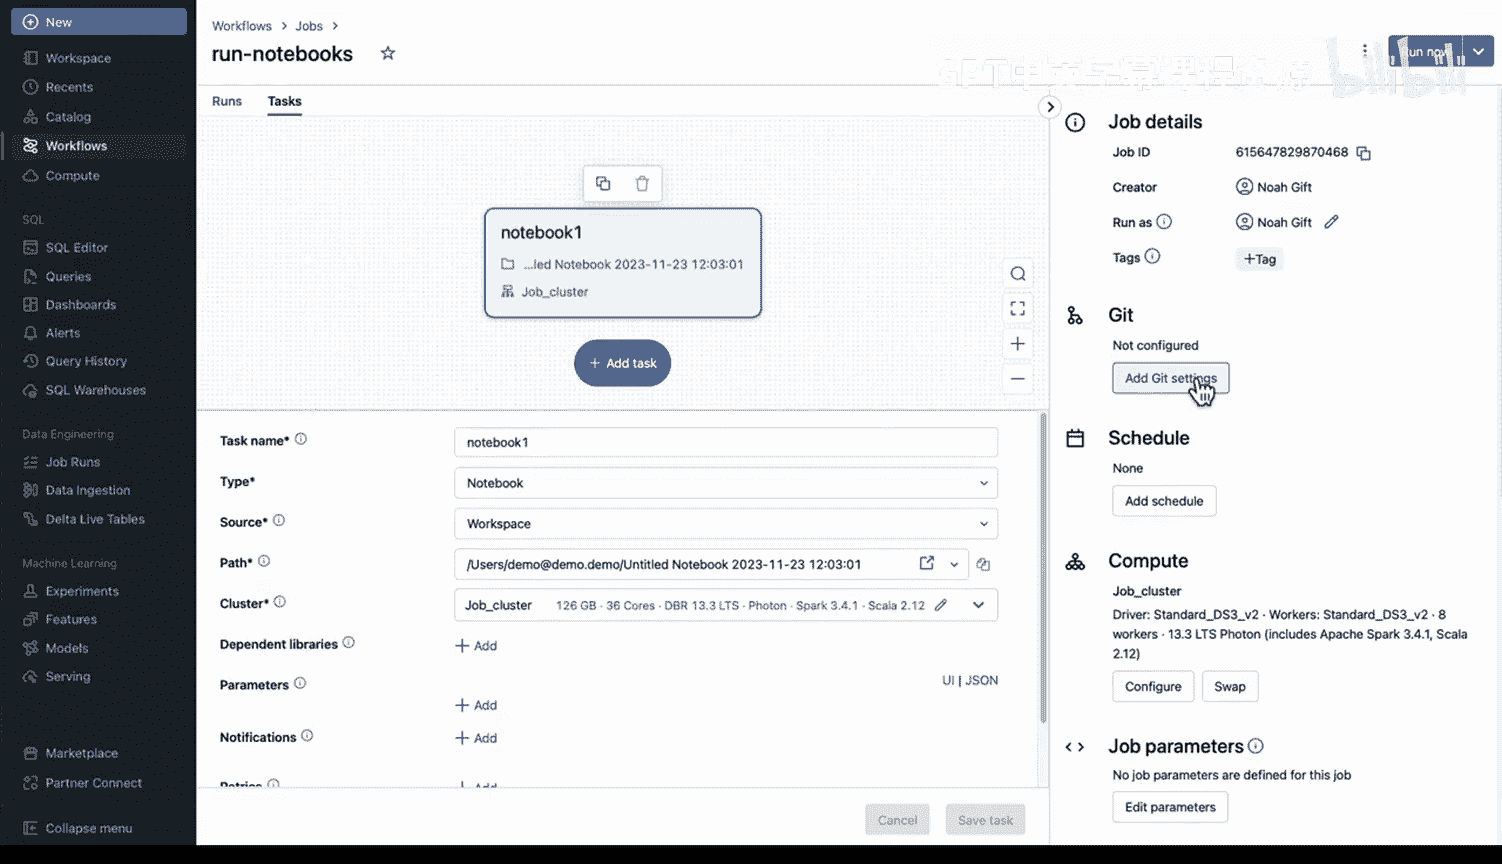 New
Workspace
Recents
Catalog
Workflows
Compute
SQL
SQL Editor
Queries
Dashboards
Alerts
Query History
SQL Warehouses
Data Engineering
Job Runs
Data Ingestion
Delta Live Tables
Machine Learning
Experiments
Features
Models
Serving
Marketplace
Partner Connect
Collapse menu
Workflows > Jobs >
run-notebooks
Runs Tasks
notebook1
...led Notebook 2023-11-23 12:03:01
Job_cluster
+ Add task
Task name* notebook1
Type* Notebook
Source* Workspace
Path* /Users/demo@demo.demo/Untitled Notebook 2023-11-23 12:03:01
Cluster* Job_cluster 126 GB · 36 Cores · DBR 13.3 LTS · Photon · Spark 3.4.1 · Scala 2.12
Dependent libraries + Add
Parameters UI | JSON
+ Add
Notifications + Add
Retries + Add
Cancel Save task
now
Job details
Job ID 615647829870468
Creator Noah Gift
Run as Noah Gift
Tags +Tag
Git
Not configured
Add Git settings
Schedule
None
Add schedule
Compute
Job_cluster
Driver: Standard_DS3_v2 · Workers: Standard_DS3_v2 · 8
workers · 13.3 LTS Photon (includes Apache Spark 3.4.1, Scala
2.12)
Configure Swap
Job parameters
No job parameters are defined for this job
Edit parameters